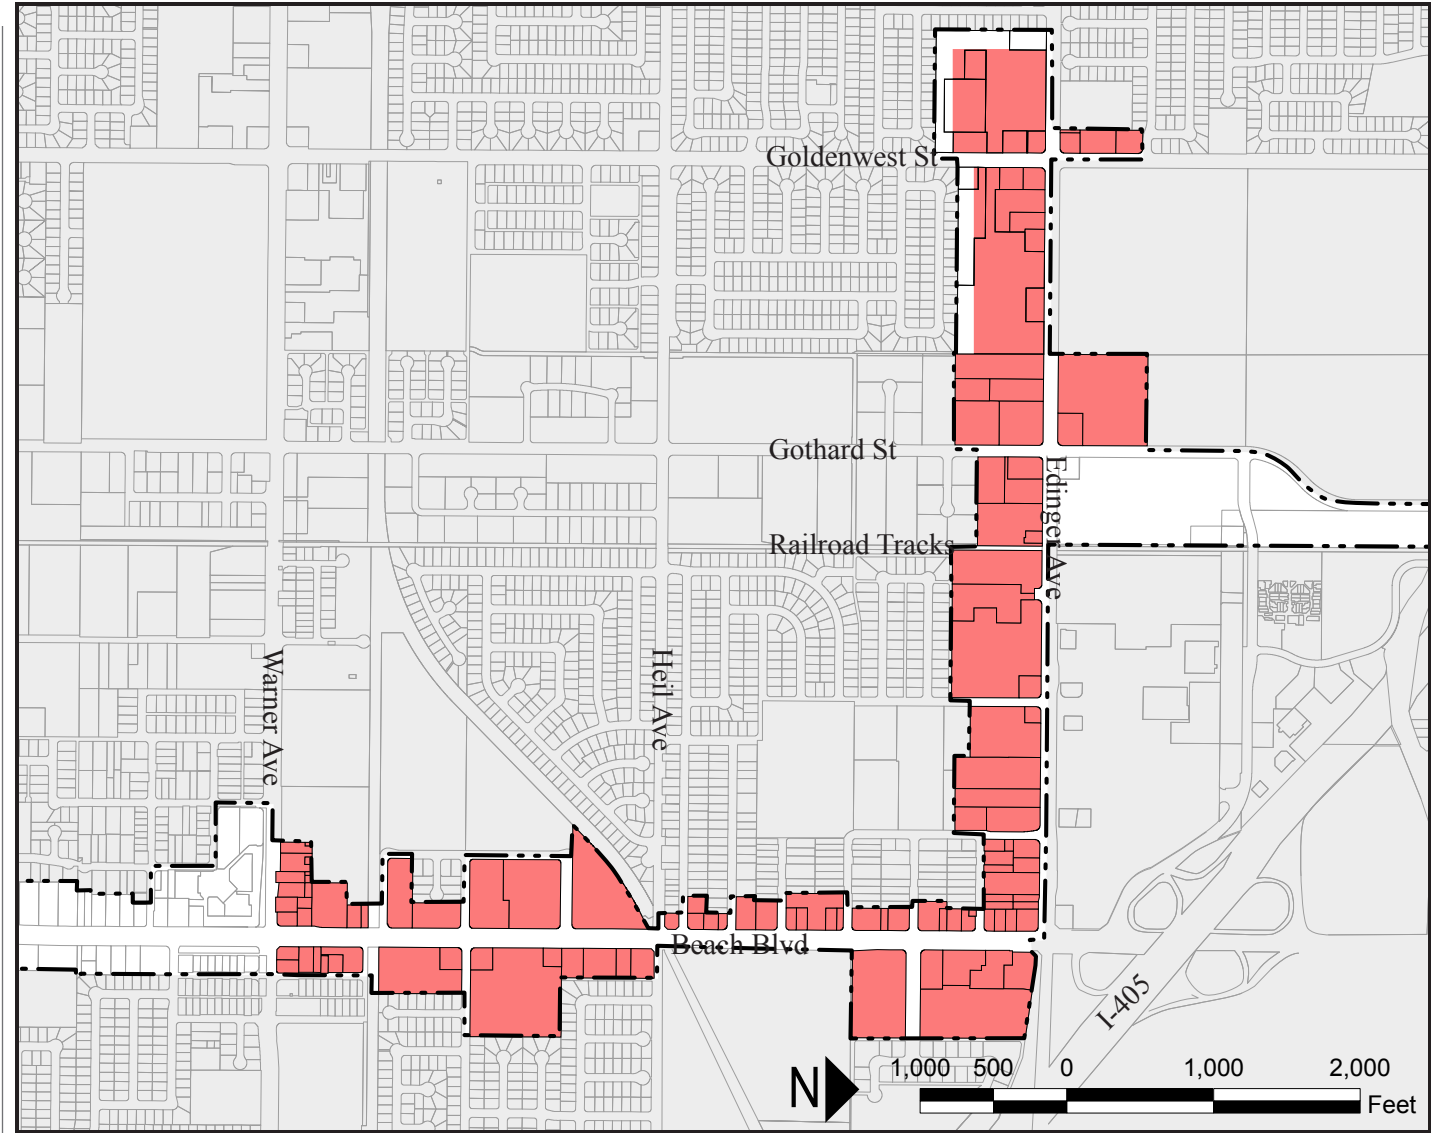 Goldenwest St
Gothard St
Edinger Ave
Railroad Tracks
Warner Ave
Heil Ave
Beach Blvd
I-405
N
1,000 500 0 1,000 2,000
Feet